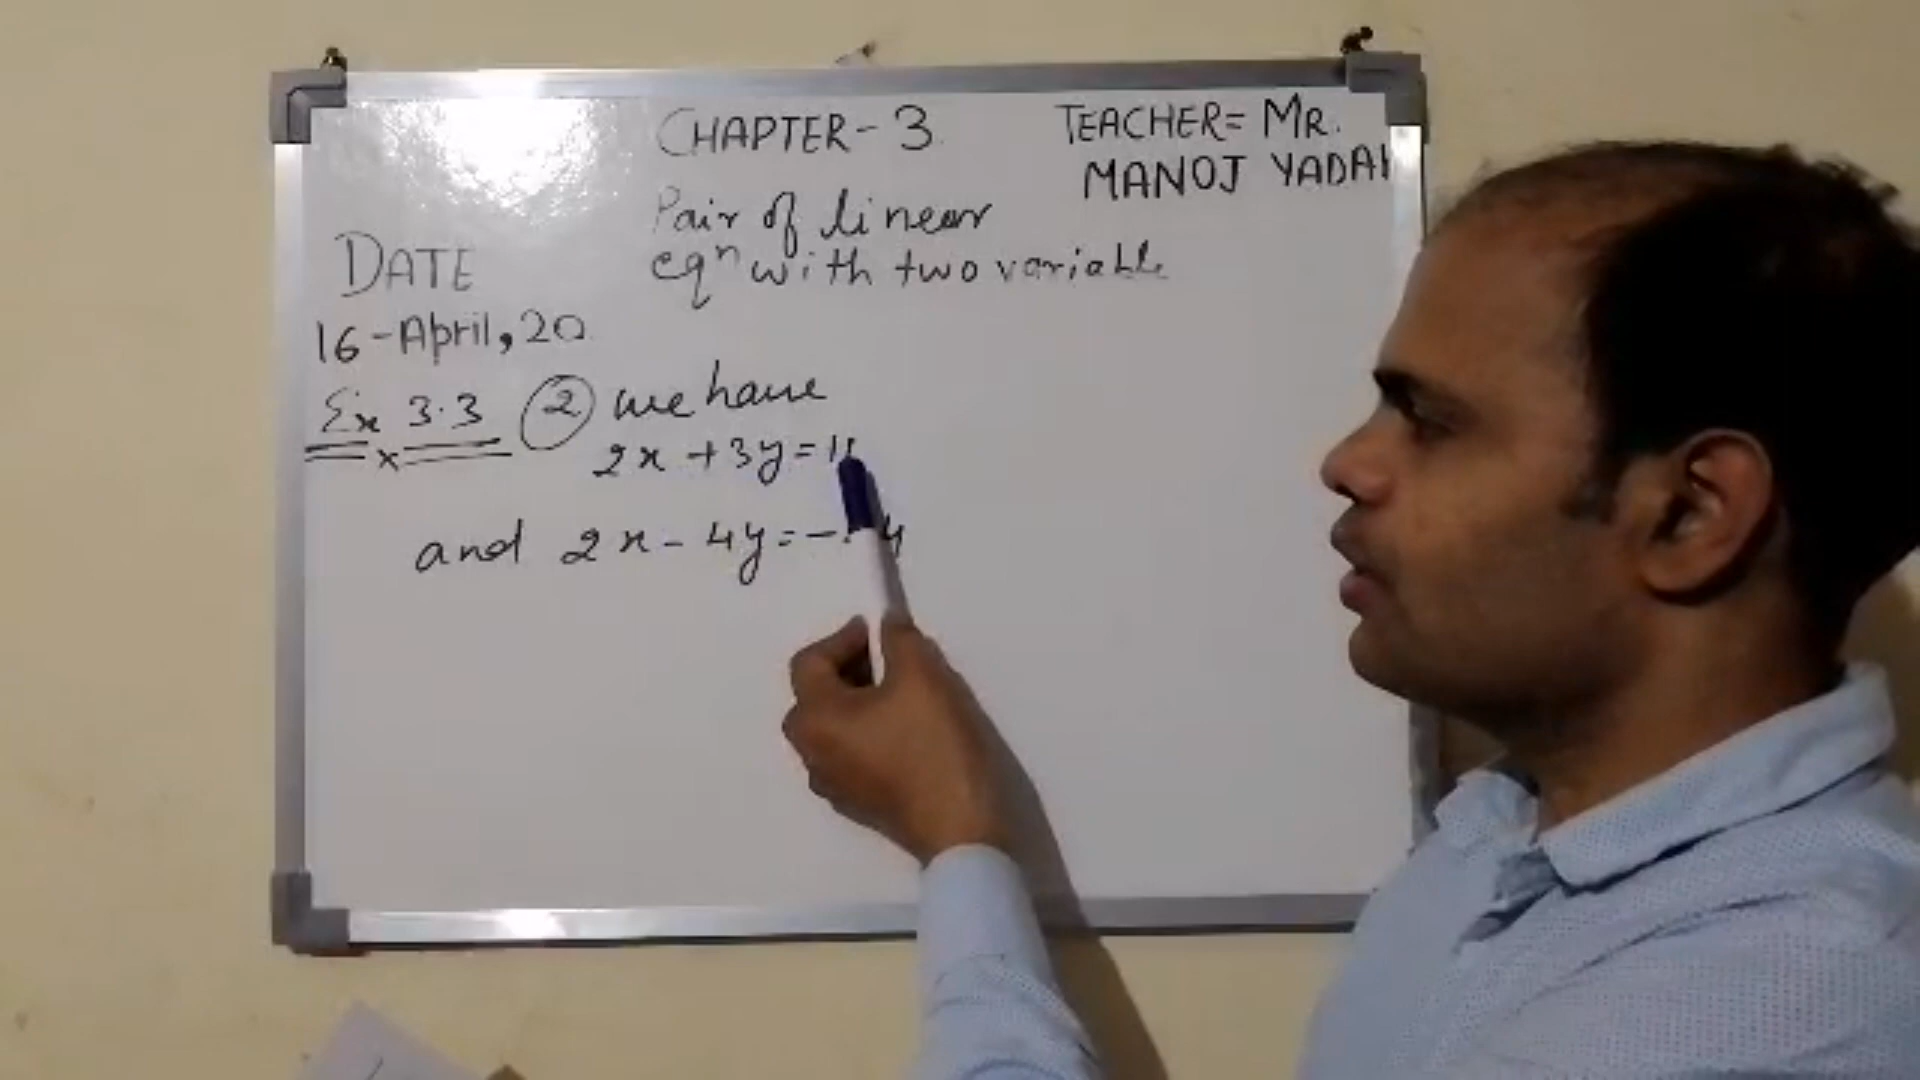 CHAPTER-3
TEACHER= MR.
MANOJ YADAV
Pair of linear
eqⁿ with two variable
DATE
16-April, 20
Ex 3.3
② we have
2x + 3y = 11
and 2x - 4y = -